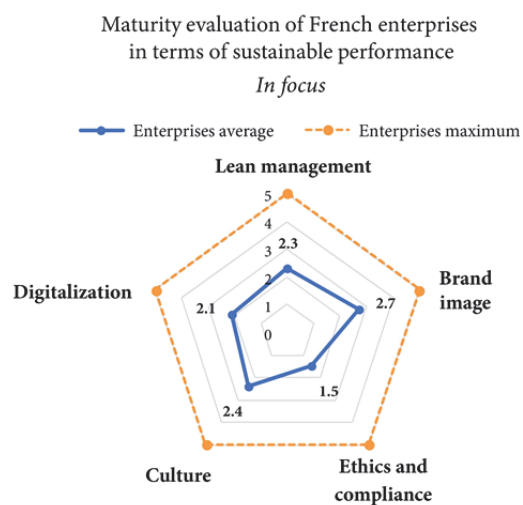 Maturity evaluation of French enterprises
in terms of sustainable performance
In focus
Enterprises average
Enterprises maximum
Lean management
5
4
3
2
1
0
2.3
Brand
image
2.7
Digitalization
2.1
1.5
2.4
Culture
Ethics and
compliance